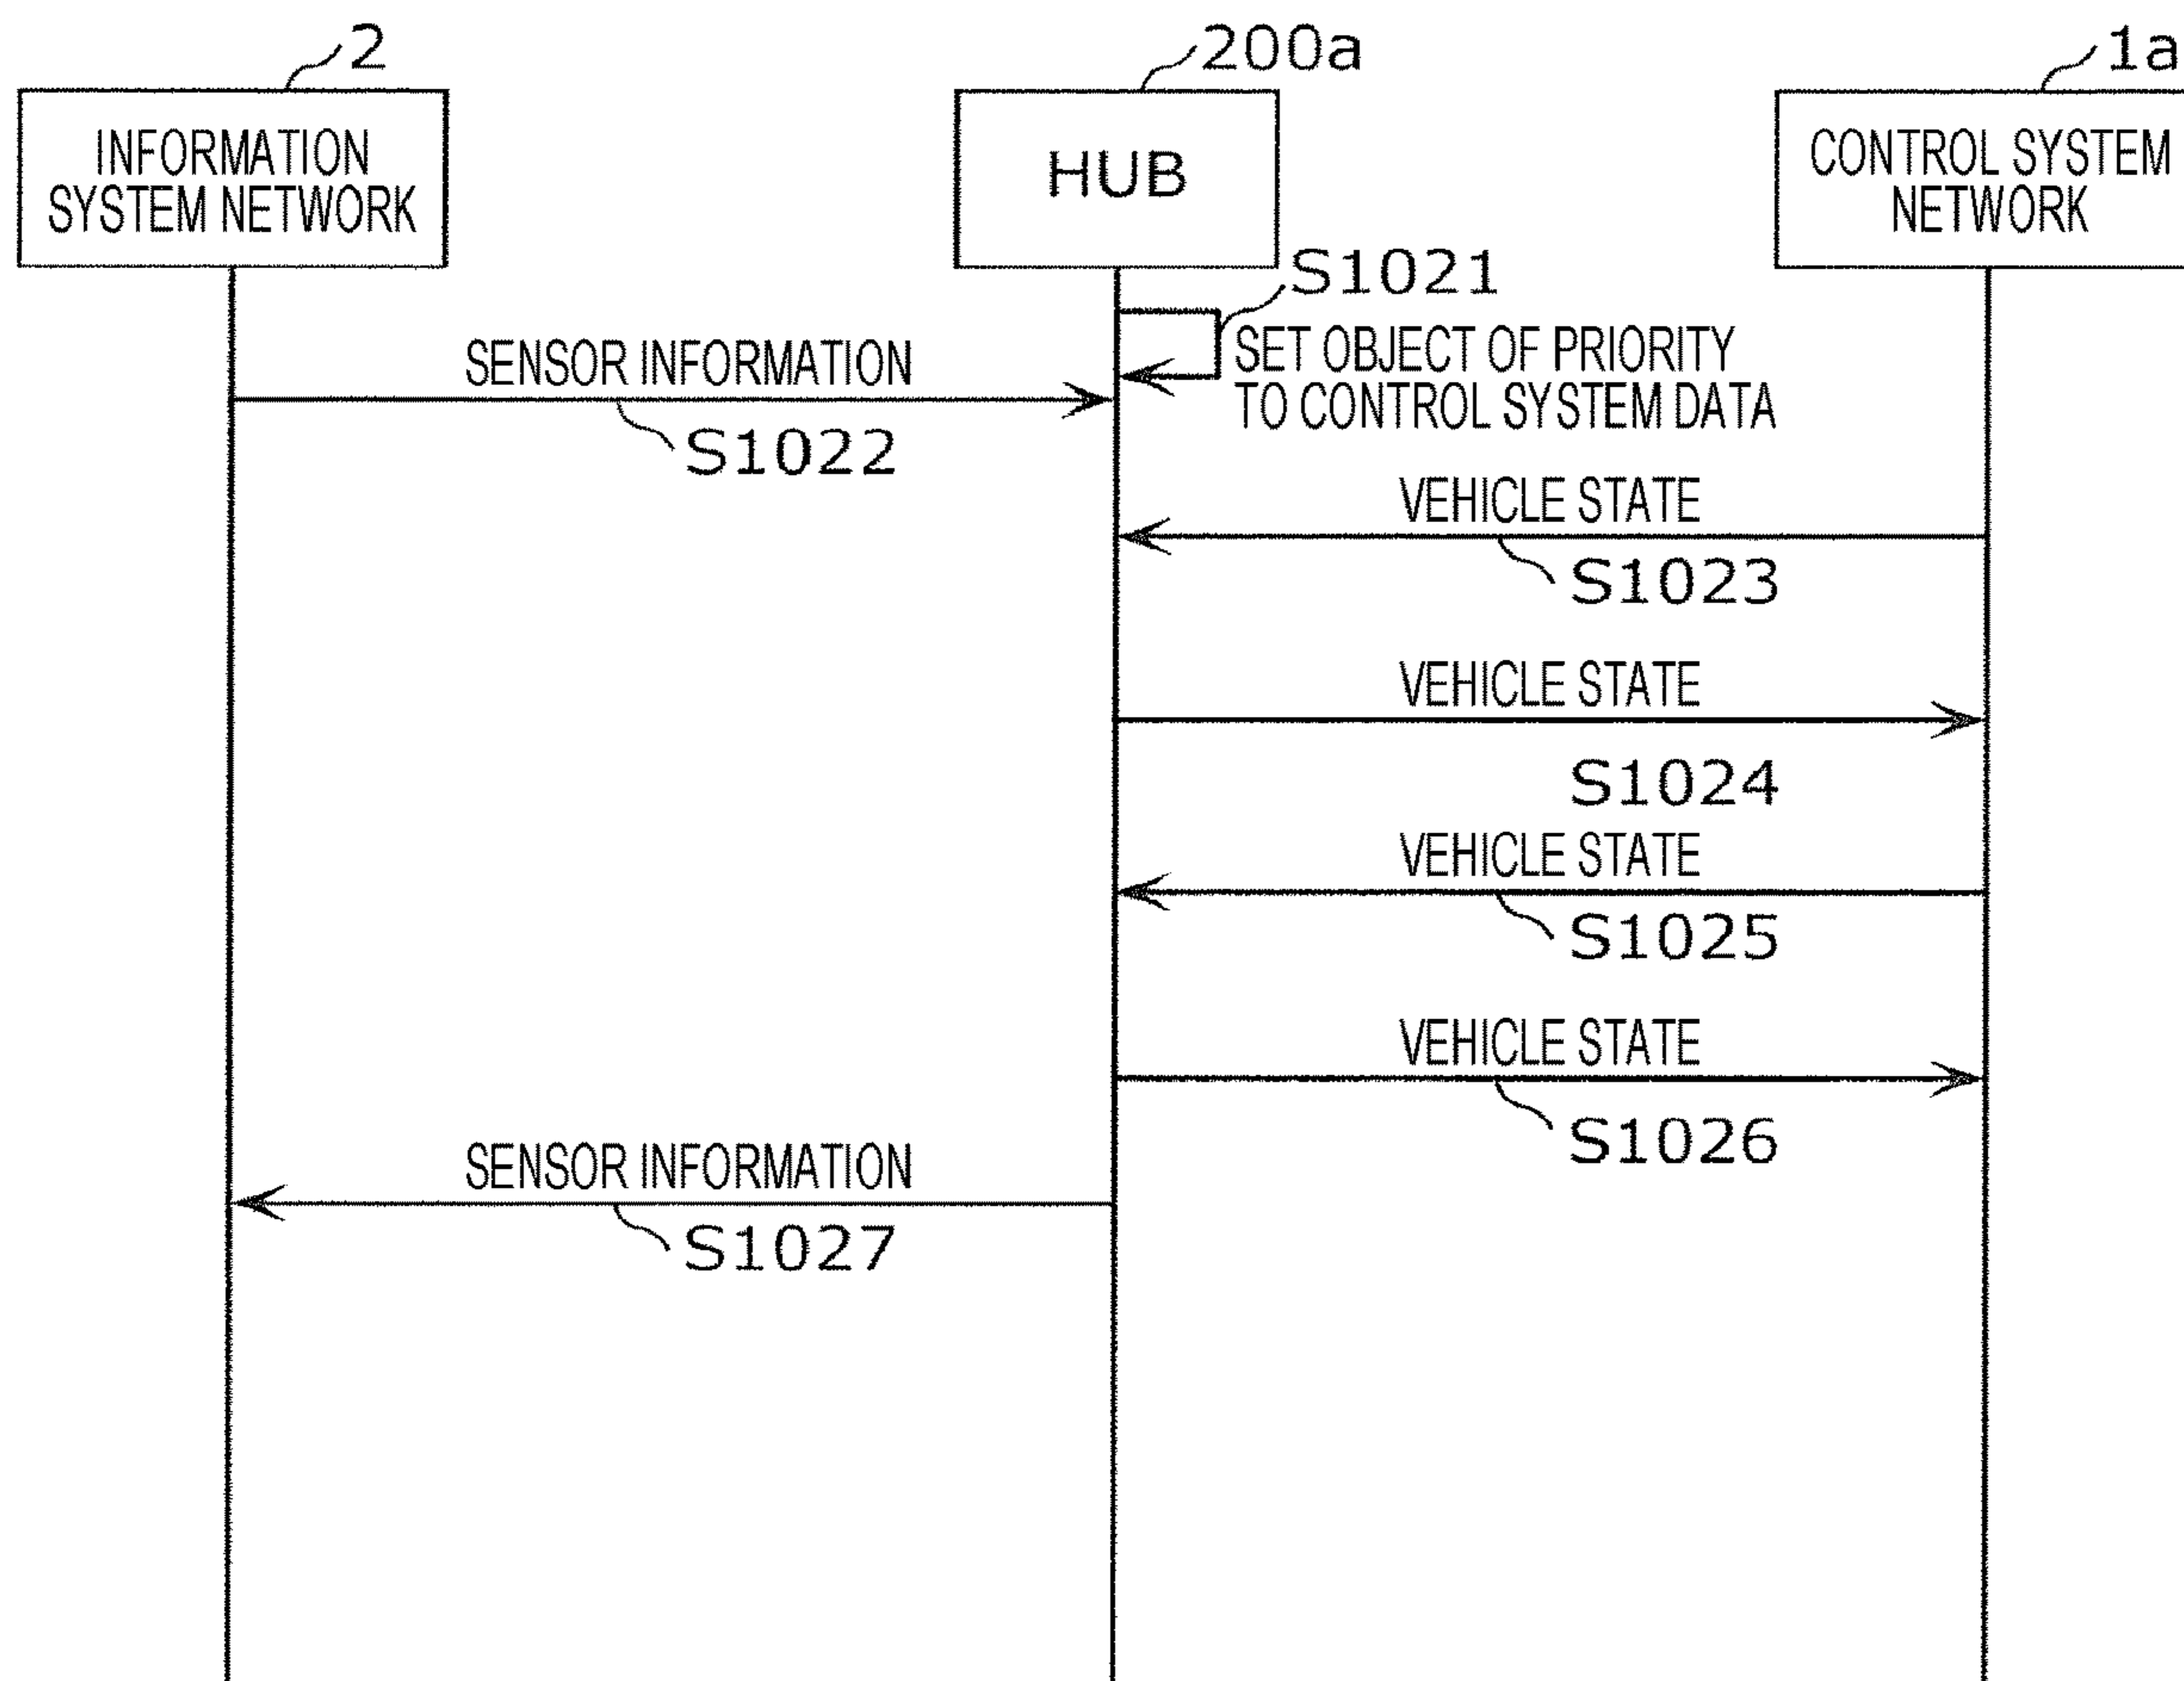 2
200a
1a
INFORMATION
SYSTEM NETWORK
HUB
CONTROL SYSTEM
NETWORK
S1021
SET OBJECT OF PRIORITY
TO CONTROL SYSTEM DATA
SENSOR INFORMATION
S1022
VEHICLE STATE
S1023
VEHICLE STATE
S1024
VEHICLE STATE
S1025
VEHICLE STATE
S1026
SENSOR INFORMATION
S1027